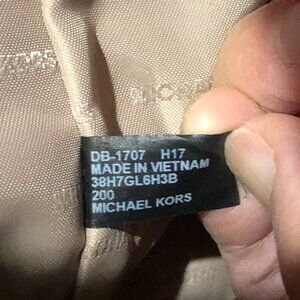 DB-1707 H17
MADE IN VIETNAM
38H7GL6H3B
200
MICHAEL KORS